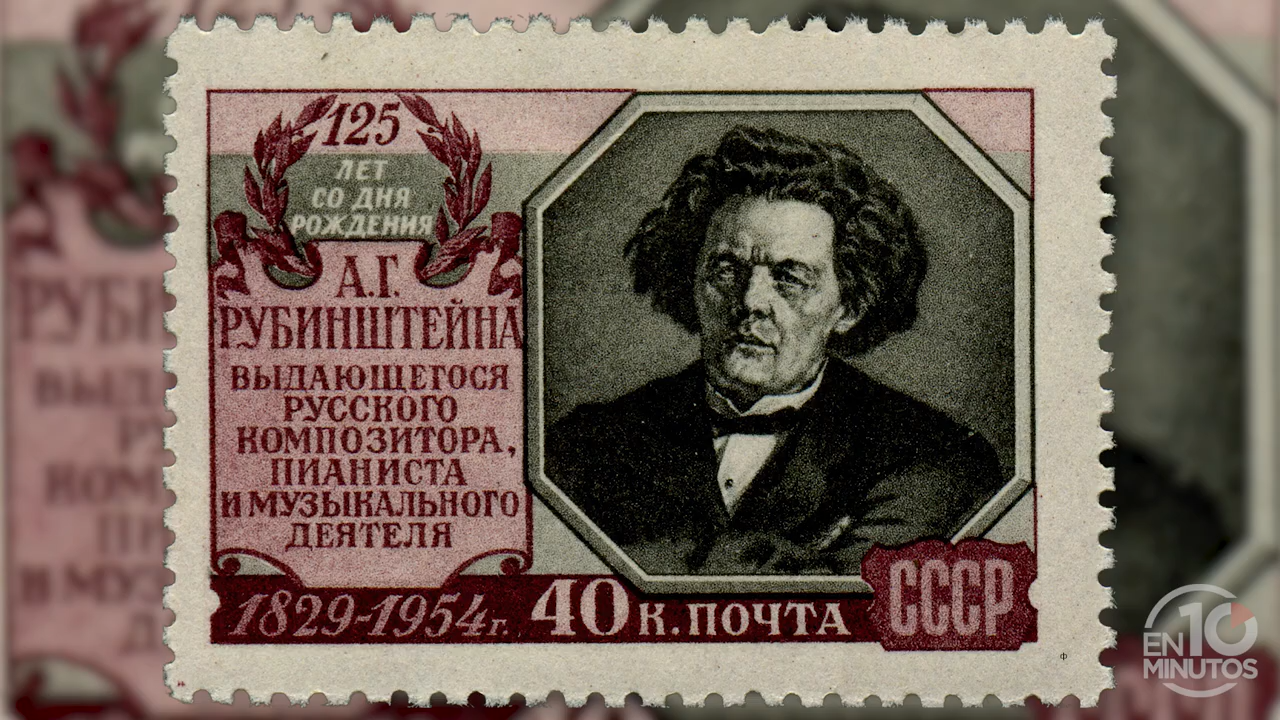 125
ЛЕТ
СО ДНЯ
РОЖДЕНИЯ
А.Г.
РУБИНШТЕЙНА
ВЫДАЮЩЕГОСЯ
РУССКОГО
КОМПОЗИТОРА,
ПИАНИСТА
И МУЗЫКАЛЬНОГО
ДЕЯТЕЛЯ
1829-1954г. 40 К. ПОЧТА
СССР
EN 10
MINUTOS